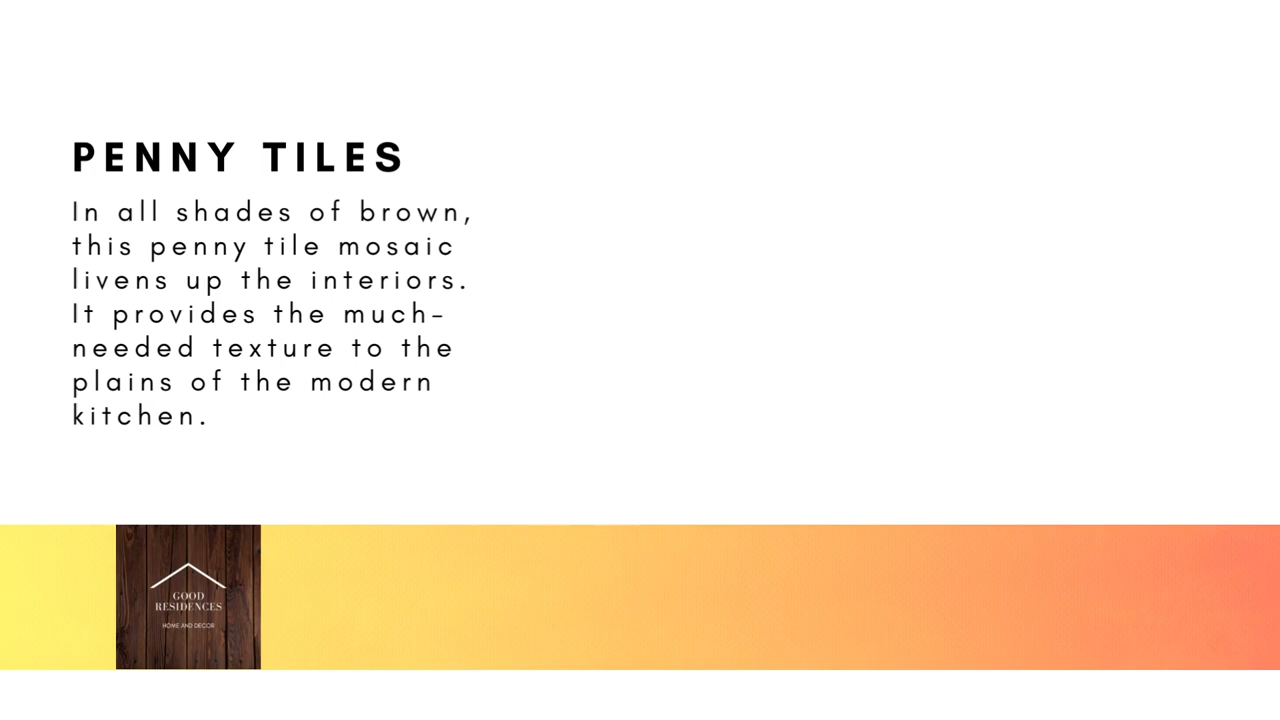 PENNY TILES
In all shades of brown,
this penny tile mosaic
livens up the interiors.
It provides the much-
needed texture to the
plains of the modern
kitchen.
GOOD
RESIDENCES
HOME AND DECOR